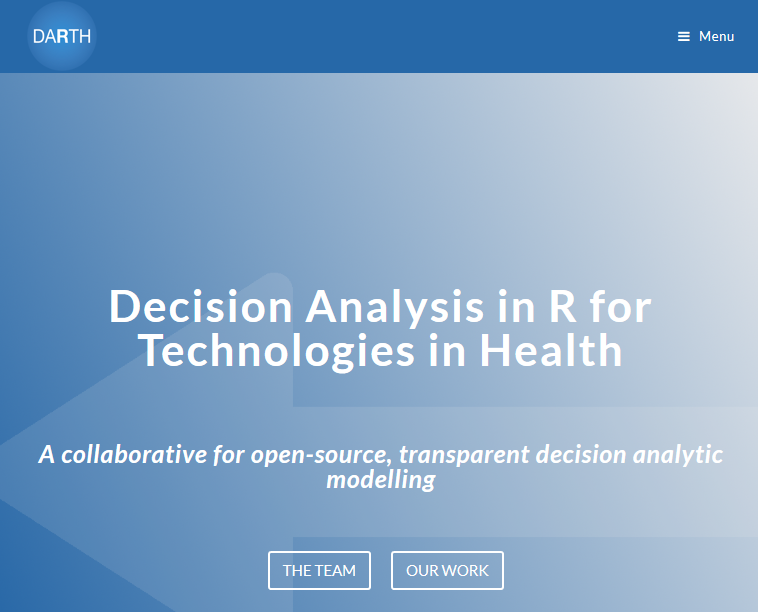 DARTH
Menu
Decision Analysis in R for
Technologies in Health
A collaborative for open-source, transparent decision analytic
modelling
THE TEAM
OUR WORK